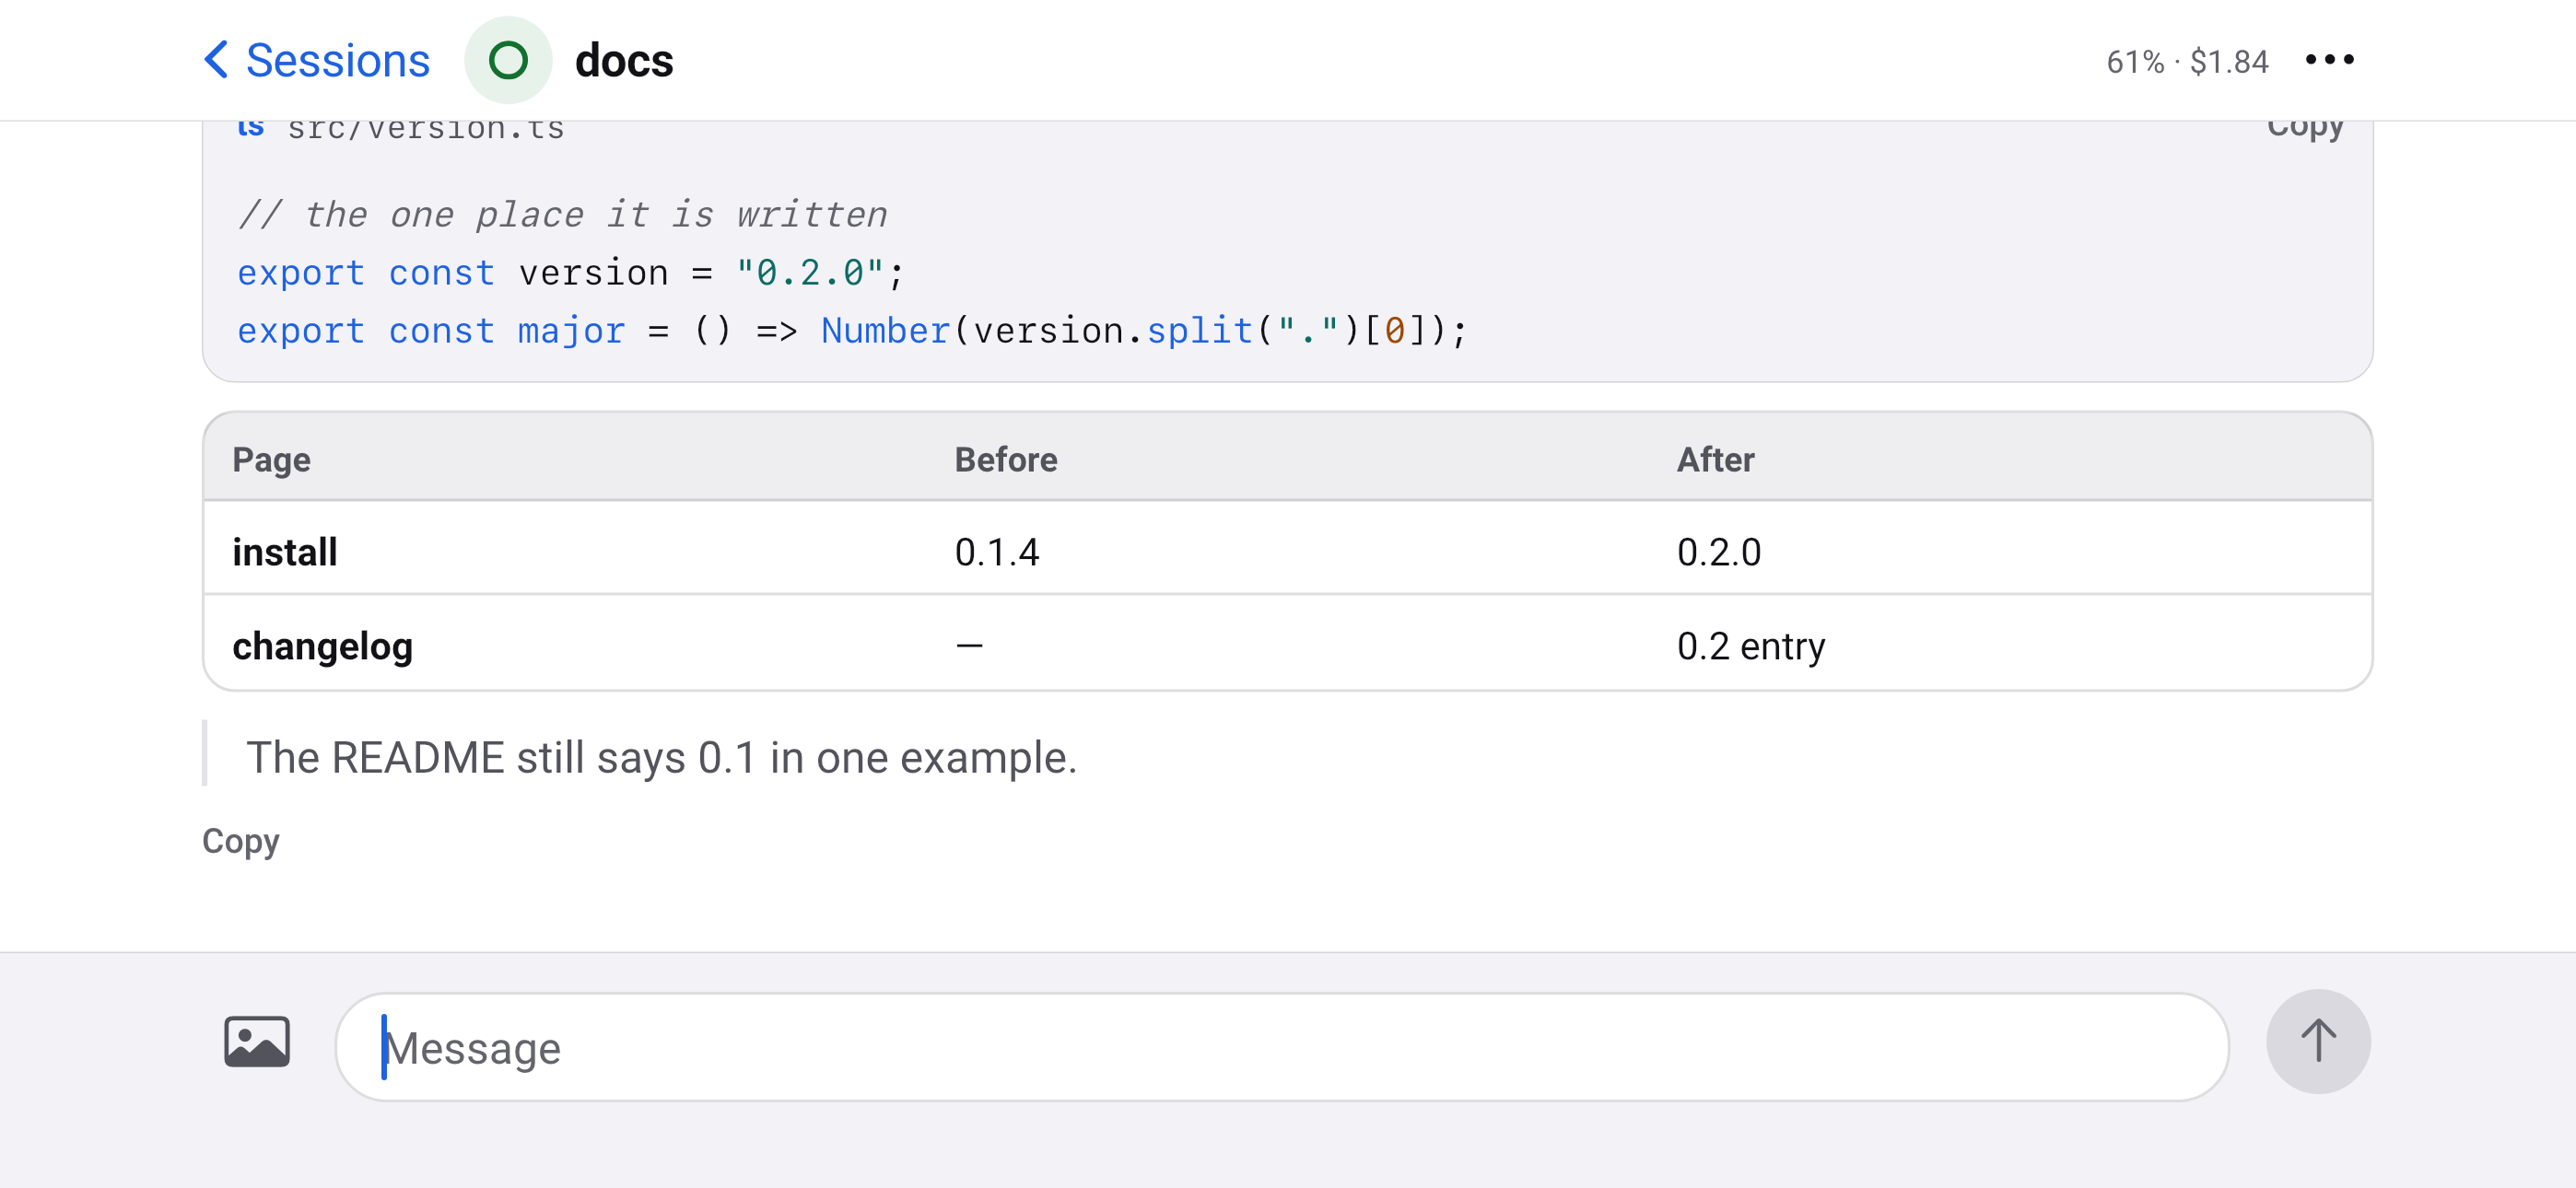 Sessions docs 61% · $1.84
ts src/version.ts Copy
// the one place it is written
export const version = "0.2.0";
export const major = () => Number(version.split(".")[0]);
Page Before After
install 0.1.4 0.2.0
changelog — 0.2 entry
The README still says 0.1 in one example.
Copy
Message